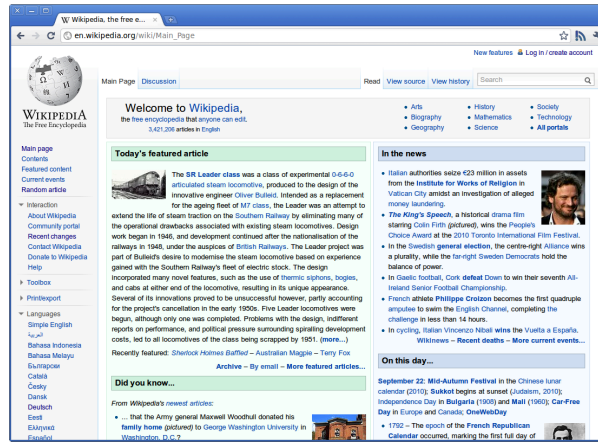 Wikipedia, the free e...
en.wikipedia.org/wiki/Main_Page
New features Log in / create account
Main Page Discussion Read View source View history Search
WIKIPEDIA
The Free Encyclopedia
Main page
Contents
Featured content
Current events
Random article
Interaction
About Wikipedia
Community portal
Recent changes
Contact Wikipedia
Donate to Wikipedia
Help
Toolbox
Print/export
Languages
Simple English
العربية
Bahasa Indonesia
Bahasa Melayu
Български
Català
Česky
Dansk
Deutsch
Eesti
Ελληνικά
Español
Welcome to Wikipedia,
the free encyclopedia that anyone can edit.
3,421,206 articles in English
• Arts
• Biography
• Geography
• History
• Mathematics
• Science
• Society
• Technology
• All portals
Today's featured article
The SR Leader class was a class of experimental 0-6-0-0
articulated steam locomotive, produced to the design of the
innovative engineer Oliver Bulleid. Intended as a replacement
for the ageing fleet of M7 class, the Leader was an attempt to
extend the life of steam traction on the Southern Railway by eliminating many of
the operational drawbacks associated with existing steam locomotives. Design
work began in 1946, and development continued after the nationalisation of the
railways in 1948, under the auspices of British Railways. The Leader project was
part of Bulleid's desire to modernise the steam locomotive based on experience
gained with the Southern Railway's fleet of electric stock. The design
incorporated many novel features, such as the use of thermic siphons, bogies,
and cabs at either end of the locomotive, resulting in its unique appearance.
Several of its innovations proved to be unsuccessful however, partly accounting
for the project's cancellation in the early 1950s. Five Leader locomotives were
begun, although only one was completed. Problems with the design, indifferent
reports on performance, and political pressure surrounding spiralling development
costs, led to all locomotives of the class being scrapped by 1951. (more...)
Recently featured: Sherlock Holmes Baffled – Australian Magpie – Terry Fox
Archive – By email – More featured articles...
Did you know...
From Wikipedia's newest articles:
• ... that the Army general Maxwell Woodhull donated his
family home (pictured) to George Washington University in
Washington, D.C.?
In the news
• Italian authorities seize €23 million in assets
from the Institute for Works of Religion in
Vatican City amidst an investigation of alleged
money laundering.
• The King's Speech, a historical drama film
starring Colin Firth (pictured), wins the People's
Choice Award at the 2010 Toronto International Film Festival.
• In the Swedish general election, the centre-right Alliance wins
a plurality, while the far-right Sweden Democrats hold the
balance of power.
• In Gaelic football, Cork defeat Down to win their seventh All-
Ireland Senior Football Championship.
• French athlete Philippe Croizon becomes the first quadruple
amputee to swim the English Channel, completing the
challenge in less than 14 hours.
• In cycling, Italian Vincenzo Nibali wins the Vuelta a España.
Wikinews – Recent deaths – More current events...
On this day...
September 22: Mid-Autumn Festival in the Chinese lunar
calendar (2010); Sukkot begins at sunset (Judaism, 2010);
Independence Day in Bulgaria (1908) and Mali (1960); Car-Free
Day in Europe and Canada; OneWebDay
• 1792 – The epoch of the French Republican
Calendar occurred, marking the first full day of